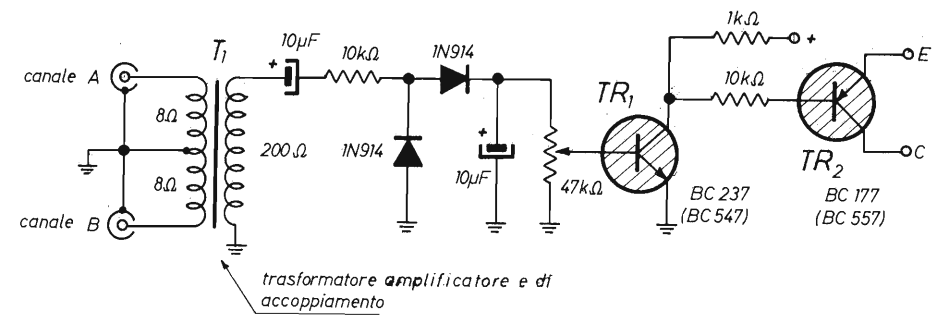 canale A
8Ω
8Ω
canale B
T1
200Ω
+
10µF
10kΩ
1N914
1N914
+
10µF
47kΩ
TR1
BC 237
(BC 547)
1kΩ
+
10kΩ
TR2
BC 177
(BC 557)
E
C
trasformatore amplificatore e di
accoppiamento